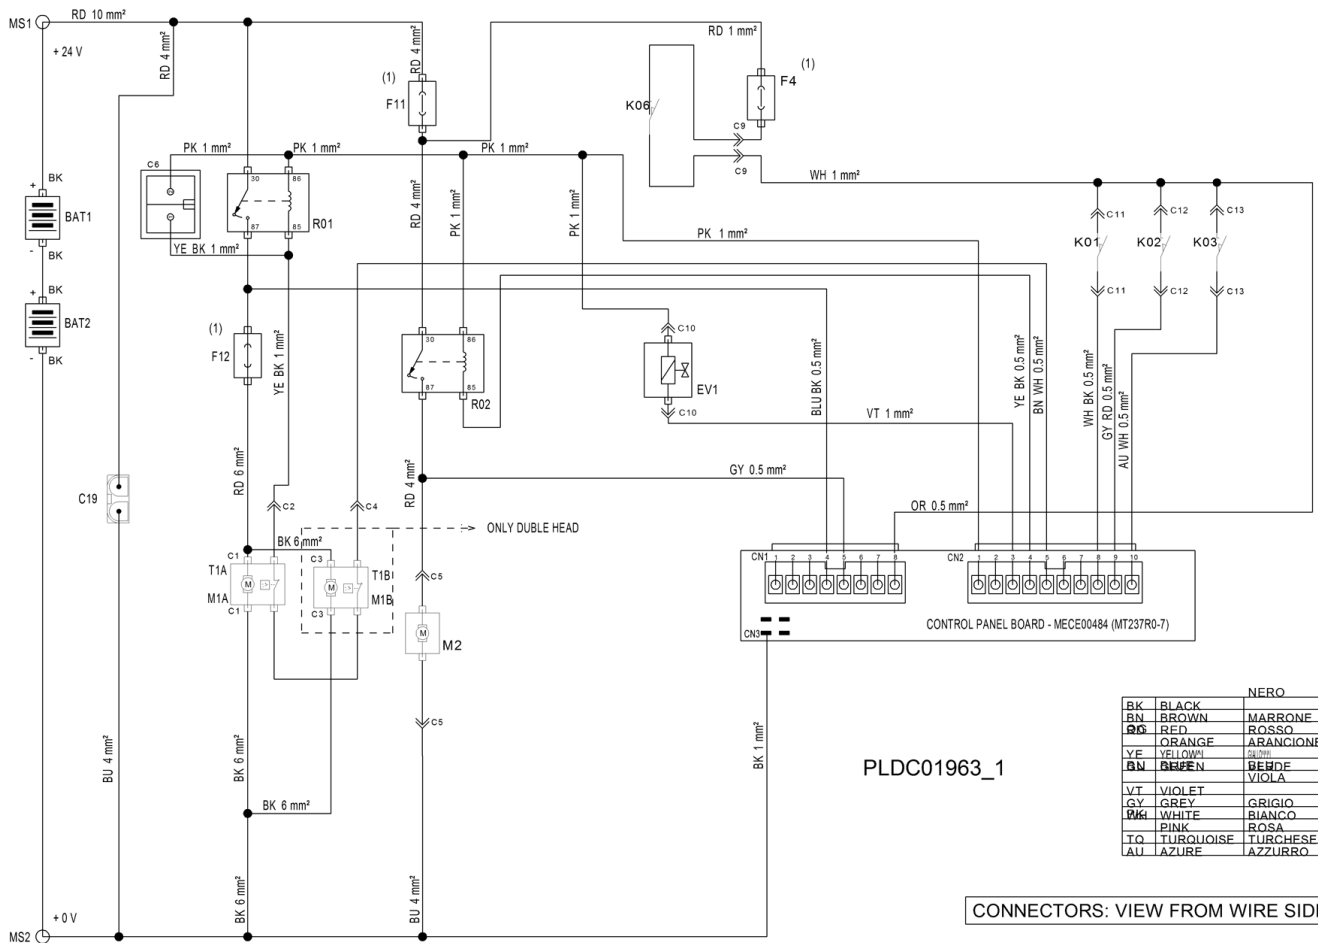 MS1
RD 10 mm²
+ 24 V
RD 4 mm²
RD 4 mm²
RD 1 mm²
(1)
F11
(1)
F4
K06
C9
C9
PK 1 mm²
PK 1 mm²
PK 1 mm²
C6
30
86
87
85
R01
YE BK 1 mm²
WH 1 mm²
+ BK
BAT1
- BK
+ BK
BAT2
- BK
RD 4 mm²
PK 1 mm²
PK 1 mm²
PK 1 mm²
C11
C12
C13
K01
K02
K03
C11
C12
C13
(1)
F12
YE BK 1 mm²
30
86
87
85
R02
C10
EV1
C10
VT 1 mm²
BLU BK 0.5 mm²
YE BK 0.5 mm²
BN WH 0.5 mm²
WH BK 0.5 mm²
GY RD 0.5 mm²
AU WH 0.5 mm²
RD 6 mm²
RD 4 mm²
GY 0.5 mm²
OR 0.5 mm²
C19
C2
C4
ONLY DUBLE HEAD
BK 6 mm²
C1
C3
T1A
M
M1A
C1
T1B
M
M1B
C3
C5
M
M2
C5
CN1
1 2 3 4 5 6 7 8
CN2
1 2 3 4 5 6 7 8 9 10
CONTROL PANEL BOARD - MECE00484 (MT237R0-7)
CN3
BU 4 mm²
BK 6 mm²
BK 6 mm²
BK 1 mm²
PLDC01963_1
NERO
BK BLACK
BN BROWN MARRONE
RED ROSSO
ORANGE ARANCIONE
YE YELLOW
VIOLA
VT VIOLET
GY GREY GRIGIO
WHITE BIANCO
PINK ROSA
TQ TURQUOISE TURCHESE
AU AZURE AZZURRO
BK 6 mm²
BU 4 mm²
+ 0 V
MS2
CONNECTORS: VIEW FROM WIRE SID